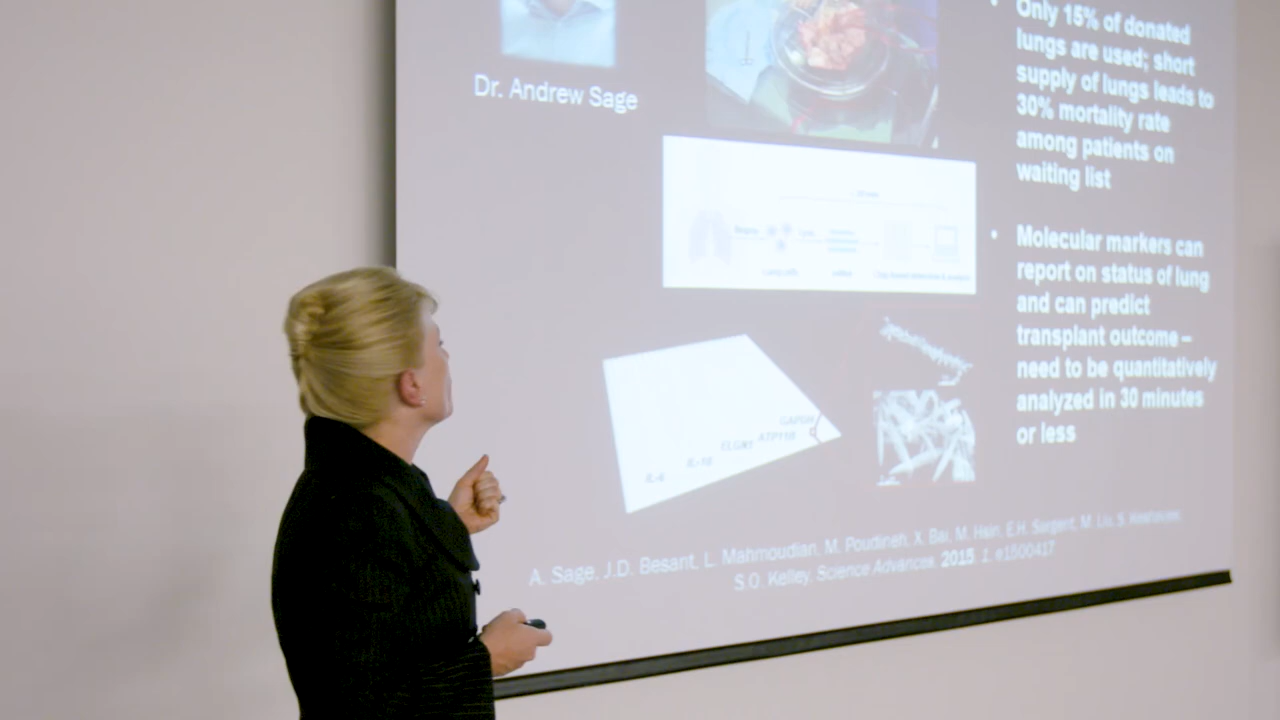 Dr. Andrew Sage
Only 15% of donated
lungs are used; short
supply of lungs leads to
30% mortality rate
among patients on
waiting list
Molecular markers can
report on status of lung
and can predict
transplant outcome –
need to be quantitatively
analyzed in 30 minutes
or less
GAPDH
ATP11B
IL-6
A. Sage, J.D. Besant, L. Mahmoudian, M. Poudineh, X. Bai, M. Hsin, E.H. Sargent, M. Liu, S. Keshavjee,
S.O. Kelley. Science Advances. 2015. 1. e1500417